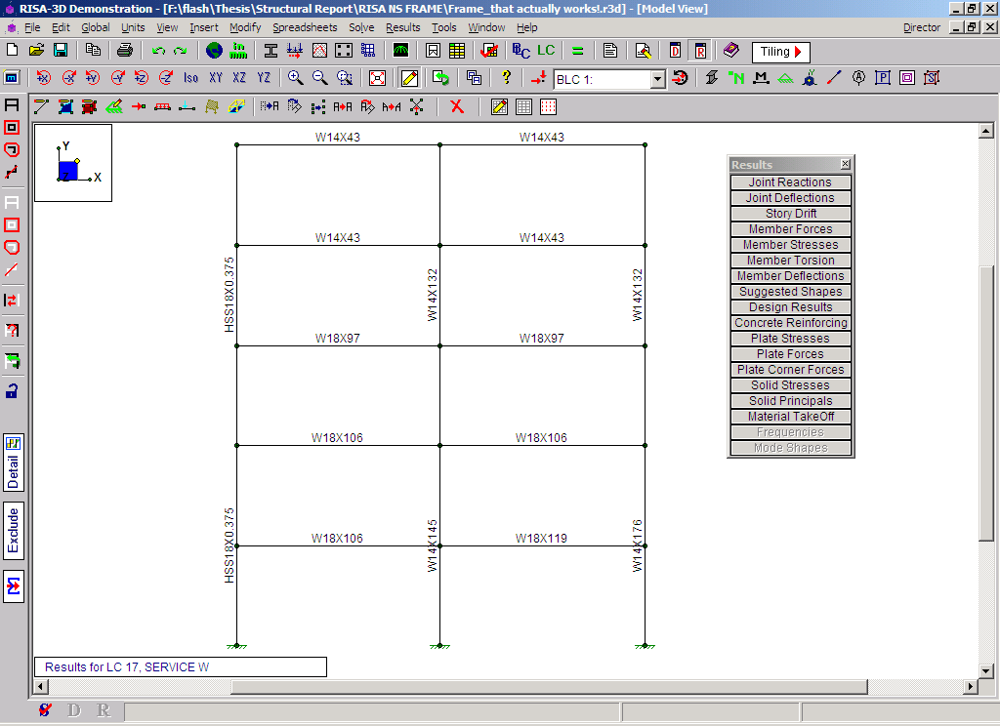 RISA-3D Demonstration - [F:\flash\Thesis\Structural Report\RISA NS FRAME\Frame_that actually works!.r3d] - [Model View]
File Edit Global Units View Insert Modify Spreadsheets Solve Results Tools Window Help Director
in BC LC = D R Tiling
+X -X +Y -Y +Z -Z Iso XY XZ YZ ? BLC 1: N M A P
Y
X
Z
W14X43 W14X43
W14X43 W14X43
HSS18X0.375 W14X132 W14X132
W18X97 W18X97
W18X106 W18X106
W18X106 W18X119
HSS18X0.375 W14X145 W14X176
Results
Joint Reactions
Joint Deflections
Story Drift
Member Forces
Member Stresses
Member Torsion
Member Deflections
Suggested Shapes
Design Results
Concrete Reinforcing
Plate Stresses
Plate Forces
Plate Corner Forces
Solid Stresses
Solid Principals
Material TakeOff
Frequencies
Mode Shapes
Detail
Exclude
Results for LC 17, SERVICE W
S D R